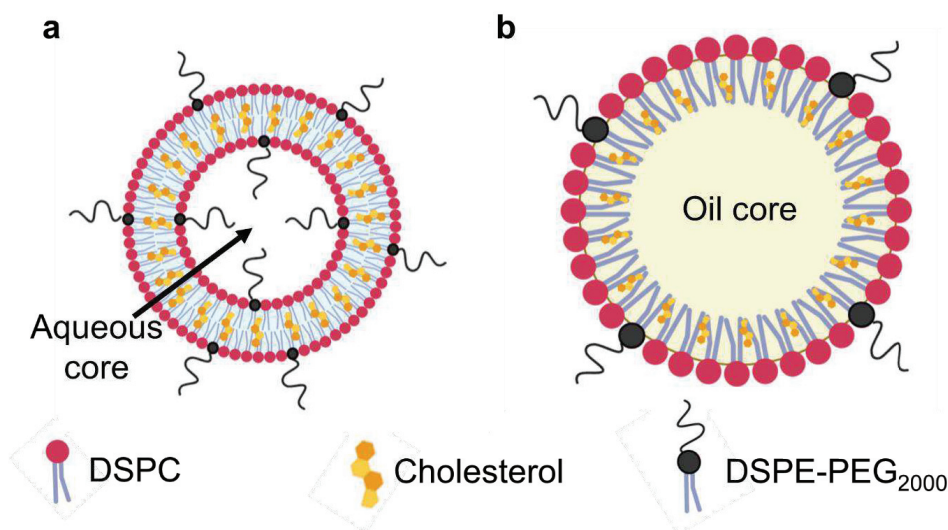 a
b
Oil core
Aqueous
core
DSPC
Cholesterol
DSPE-PEG2000